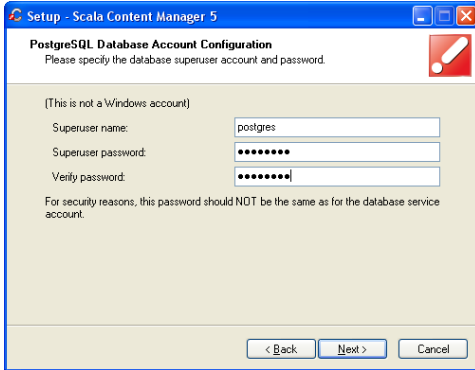 Setup - Scala Content Manager 5
PostgreSQL Database Account Configuration
Please specify the database superuser account and password.
(This is not a Windows account)
Superuser name: postgres
Superuser password: ●●●●●●●●
Verify password: ●●●●●●●●
For security reasons, this password should NOT be the same as for the database service
account.
< Back Next > Cancel